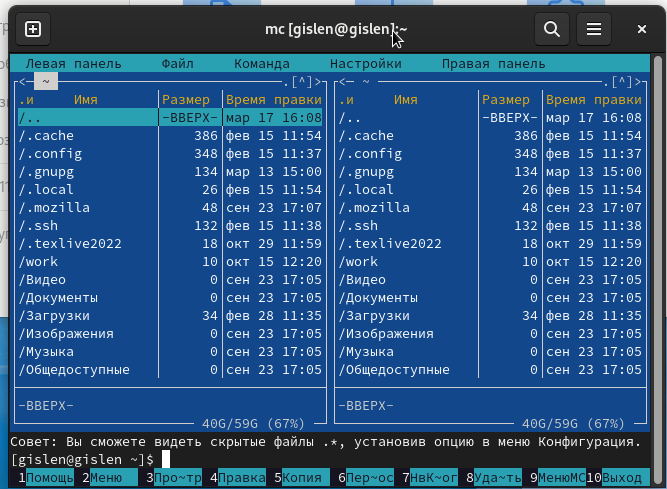 mc [gislen@gislen]:~
Левая панель Файл Команда Настройки Правая панель
<─ ~ .[^]> <─ ~ .[^]>
.и Имя Размер Время правки .и Имя Размер Время правки
/.. -ВВЕРХ- мар 17 16:08 /.. -ВВЕРХ- мар 17 16:08
/.cache 386 фев 15 11:54 /.cache 386 фев 15 11:54
/.config 348 фев 15 11:37 /.config 348 фев 15 11:37
/.gnupg 134 мар 13 15:00 /.gnupg 134 мар 13 15:00
/.local 26 фев 15 11:54 /.local 26 фев 15 11:54
/.mozilla 48 сен 23 17:07 /.mozilla 48 сен 23 17:07
/.ssh 132 фев 15 11:38 /.ssh 132 фев 15 11:38
/.texlive2022 18 окт 29 11:59 /.texlive2022 18 окт 29 11:59
/work 10 окт 15 12:20 /work 10 окт 15 12:20
/Видео 0 сен 23 17:05 /Видео 0 сен 23 17:05
/Документы 0 сен 23 17:05 /Документы 0 сен 23 17:05
/Загрузки 34 фев 28 11:35 /Загрузки 34 фев 28 11:35
/Изображения 0 сен 23 17:05 /Изображения 0 сен 23 17:05
/Музыка 0 сен 23 17:05 /Музыка 0 сен 23 17:05
/Общедоступные 0 сен 23 17:05 /Общедоступные 0 сен 23 17:05
-ВВЕРХ- -ВВЕРХ-
40G/59G (67%) 40G/59G (67%)
Совет: Вы сможете видеть скрытые файлы .*, установив опцию в меню Конфигурация.
[gislen@gislen ~]$
1Помощь 2Меню 3Про~тр 4Правка 5Копия 6Пер~ос 7НвК~ог 8Уда~ть 9МенюMC 10Выход